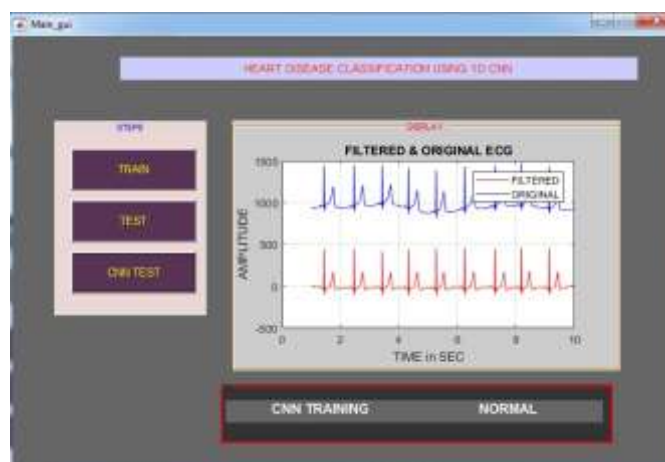 Main_gui
HEART DISEASE CLASSIFICATION USING 1D CNN
STEPS
TRAIN
TEST
CNN TEST
DISPLAY
FILTERED & ORIGINAL ECG
FILTERED
ORIGINAL
1500
1000
500
0
-500
AMPLITUDE
0 2 4 6 8 10
TIME in SEC
CNN TRAINING NORMAL